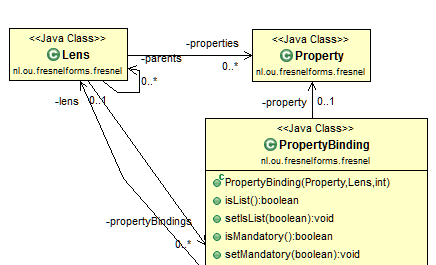 <<Java Class>>
Lens
nl.ou.fresnelforms.fresnel
-properties
0..*
<<Java Class>>
Property
nl.ou.fresnelforms.fresnel
-parents
0..*
-lens
0..1
-property
0..1
<<Java Class>>
PropertyBinding
nl.ou.fresnelforms.fresnel
PropertyBinding(Property,Lens,int)
isList():boolean
setIsList(boolean):void
isMandatory():boolean
setMandatory(boolean):void
-propertyBindings
0..*